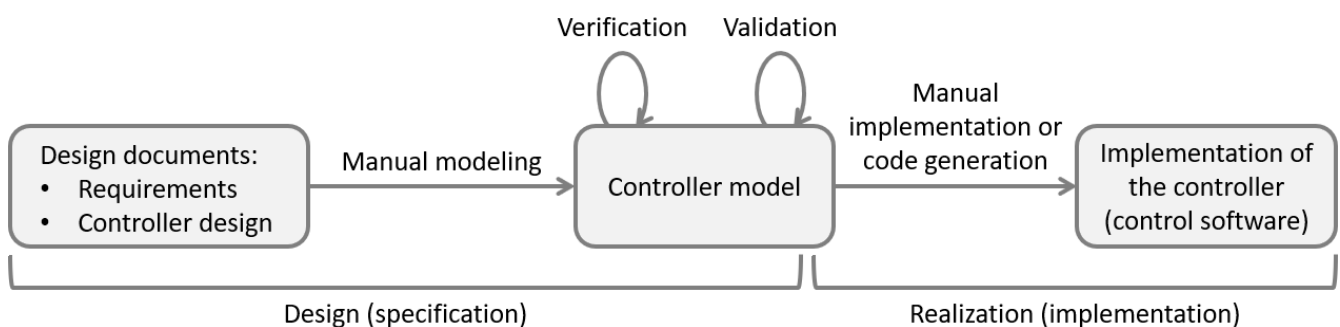 Verification
Validation
Design documents:
• Requirements
• Controller design
Manual modeling
Controller model
Manual
implementation or
code generation
Implementation of
the controller
(control software)
Design (specification)
Realization (implementation)